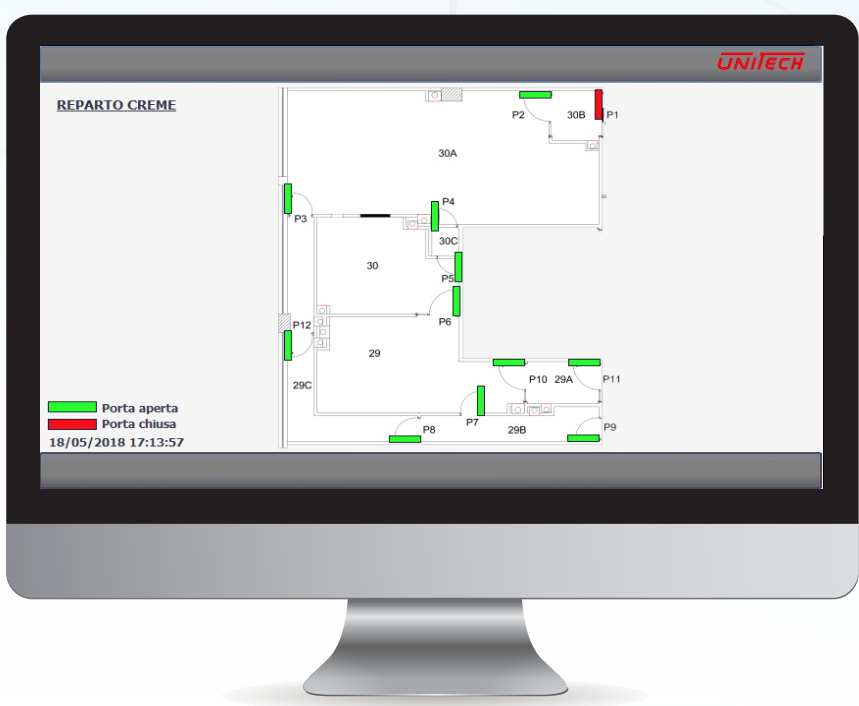 UNITECH
REPARTO CREME
P2
30B
P1
30A
P4
P3
30C
30
P5
P12
P6
29
29C
P10
29A
P11
Porta aperta
Porta chiusa
P7
P8
29B
P9
18/05/2018 17:13:57